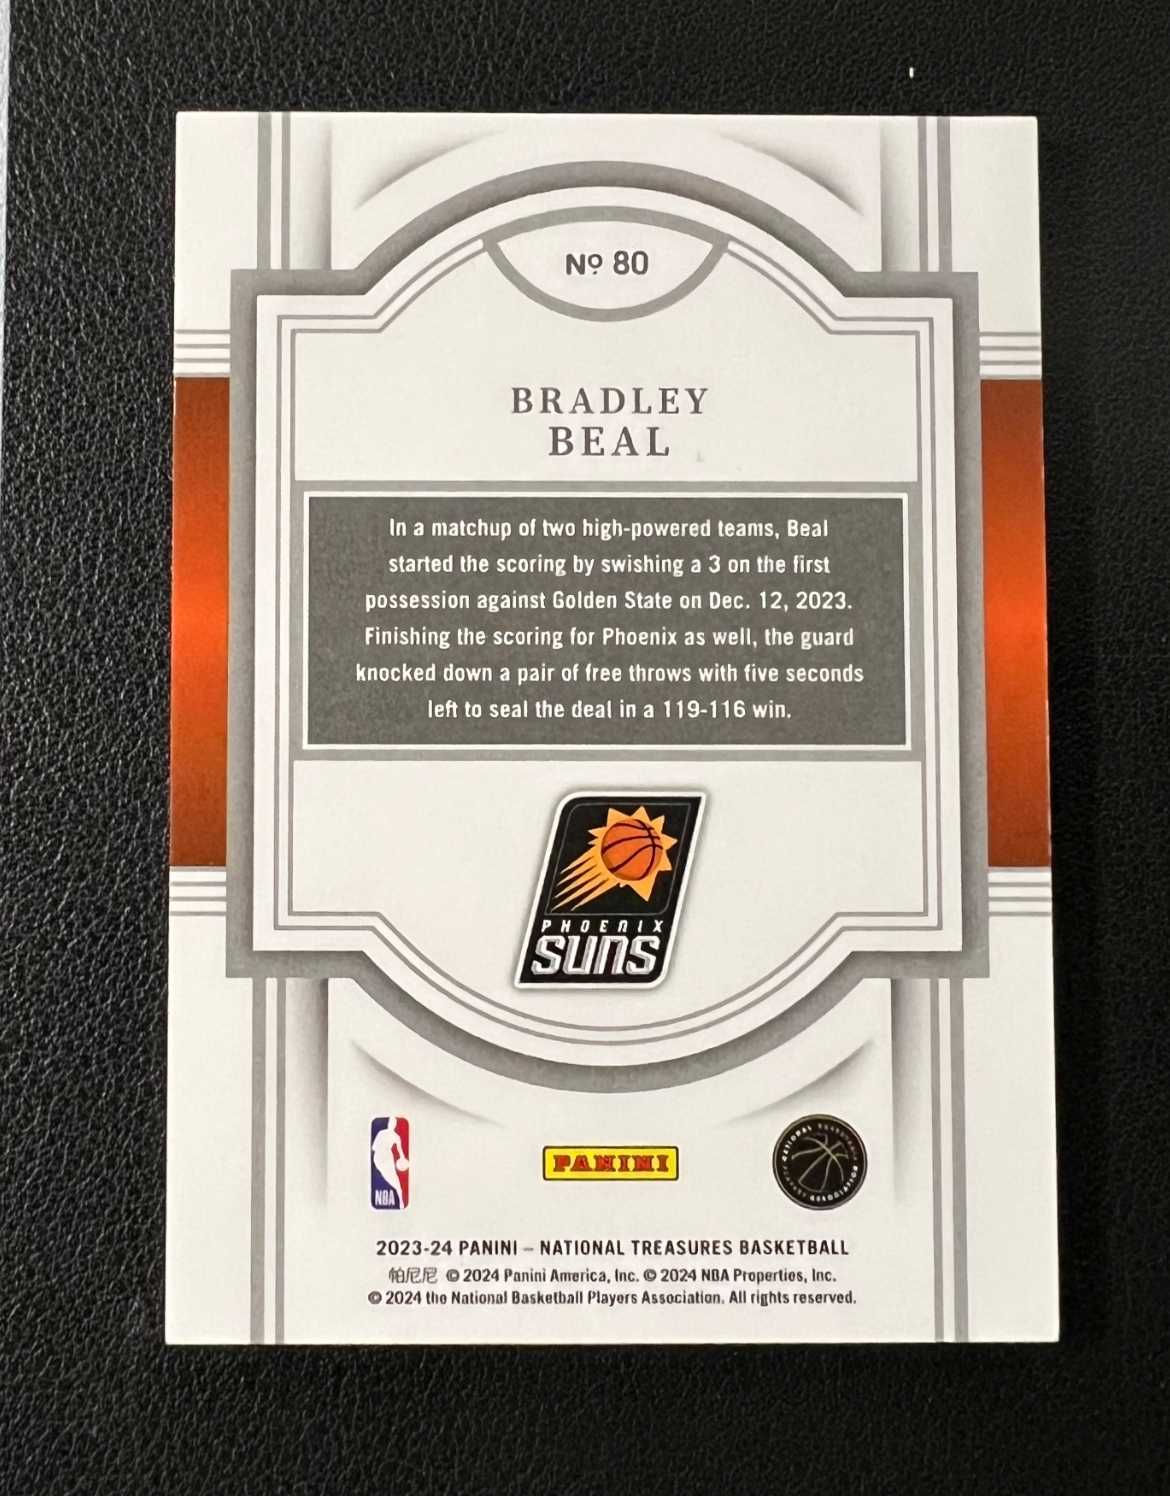 Nº 80
BRADLEY
BEAL
In a matchup of two high-powered teams, Beal
started the scoring by swishing a 3 on the first
possession against Golden State on Dec. 12, 2023.
Finishing the scoring for Phoenix as well, the guard
knocked down a pair of free throws with five seconds
left to seal the deal in a 119-116 win.
PHOENIX
SUNS
NBA
PANINI
NATIONAL BASKETBALL
PLAYERS ASSOCIATION
2023-24 PANINI – NATIONAL TREASURES BASKETBALL
帕尼尼 © 2024 Panini America, Inc. © 2024 NBA Properties, Inc.
© 2024 the National Basketball Players Association. All rights reserved.